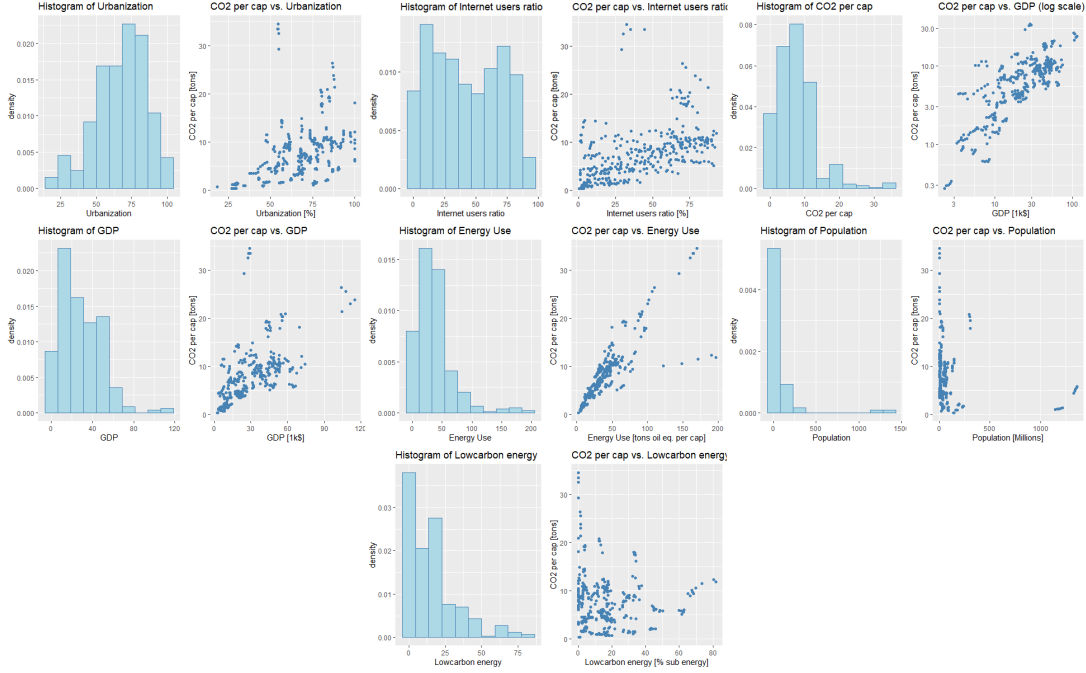 Histogram of Urbanization
density
0.020
0.015
0.010
0.005
0.000
25
50
75
100
Urbanization
CO2 per cap vs. Urbanization
CO2 per cap [tons]
30
20
10
0
25
50
75
100
Urbanization [%]
Histogram of Internet users ratio
density
0.010
0.005
0.000
0
25
50
75
100
Internet users ratio
CO2 per cap vs. Internet users ratio
CO2 per cap [tons]
30
20
10
0
0
25
50
75
Internet users ratio [%]
Histogram of CO2 per cap
density
0.08
0.06
0.04
0.02
0.00
0
10
20
30
CO2 per cap
CO2 per cap vs. GDP (log scale)
CO2 per cap [tons]
30.0
10.0
3.0
1.0
0.3
3
10
30
100
GDP [1k$]
Histogram of GDP
density
0.020
0.015
0.010
0.005
0.000
0
40
80
120
GDP
CO2 per cap vs. GDP
CO2 per cap [tons]
30
20
10
0
0
30
60
90
GDP [1k$]
Histogram of Energy Use
density
0.015
0.010
0.005
0.000
0
50
100
150
200
Energy Use
CO2 per cap vs. Energy Use
CO2 per cap [tons]
30
20
10
0
0
50
100
150
200
Energy Use [tons oil eq. per cap]
Histogram of Population
density
0.004
0.002
0.000
0
500
1000
150
Population
CO2 per cap vs. Population
CO2 per cap [tons]
30
20
10
0
0
500
1000
Population [Millions]
Histogram of Lowcarbon energy
density
0.03
0.02
0.01
0.00
0
25
50
75
Lowcarbon energy
CO2 per cap vs. Lowcarbon energy
CO2 per cap [tons]
30
20
10
0
0
20
40
60
80
Lowcarbon energy [% sub energy]